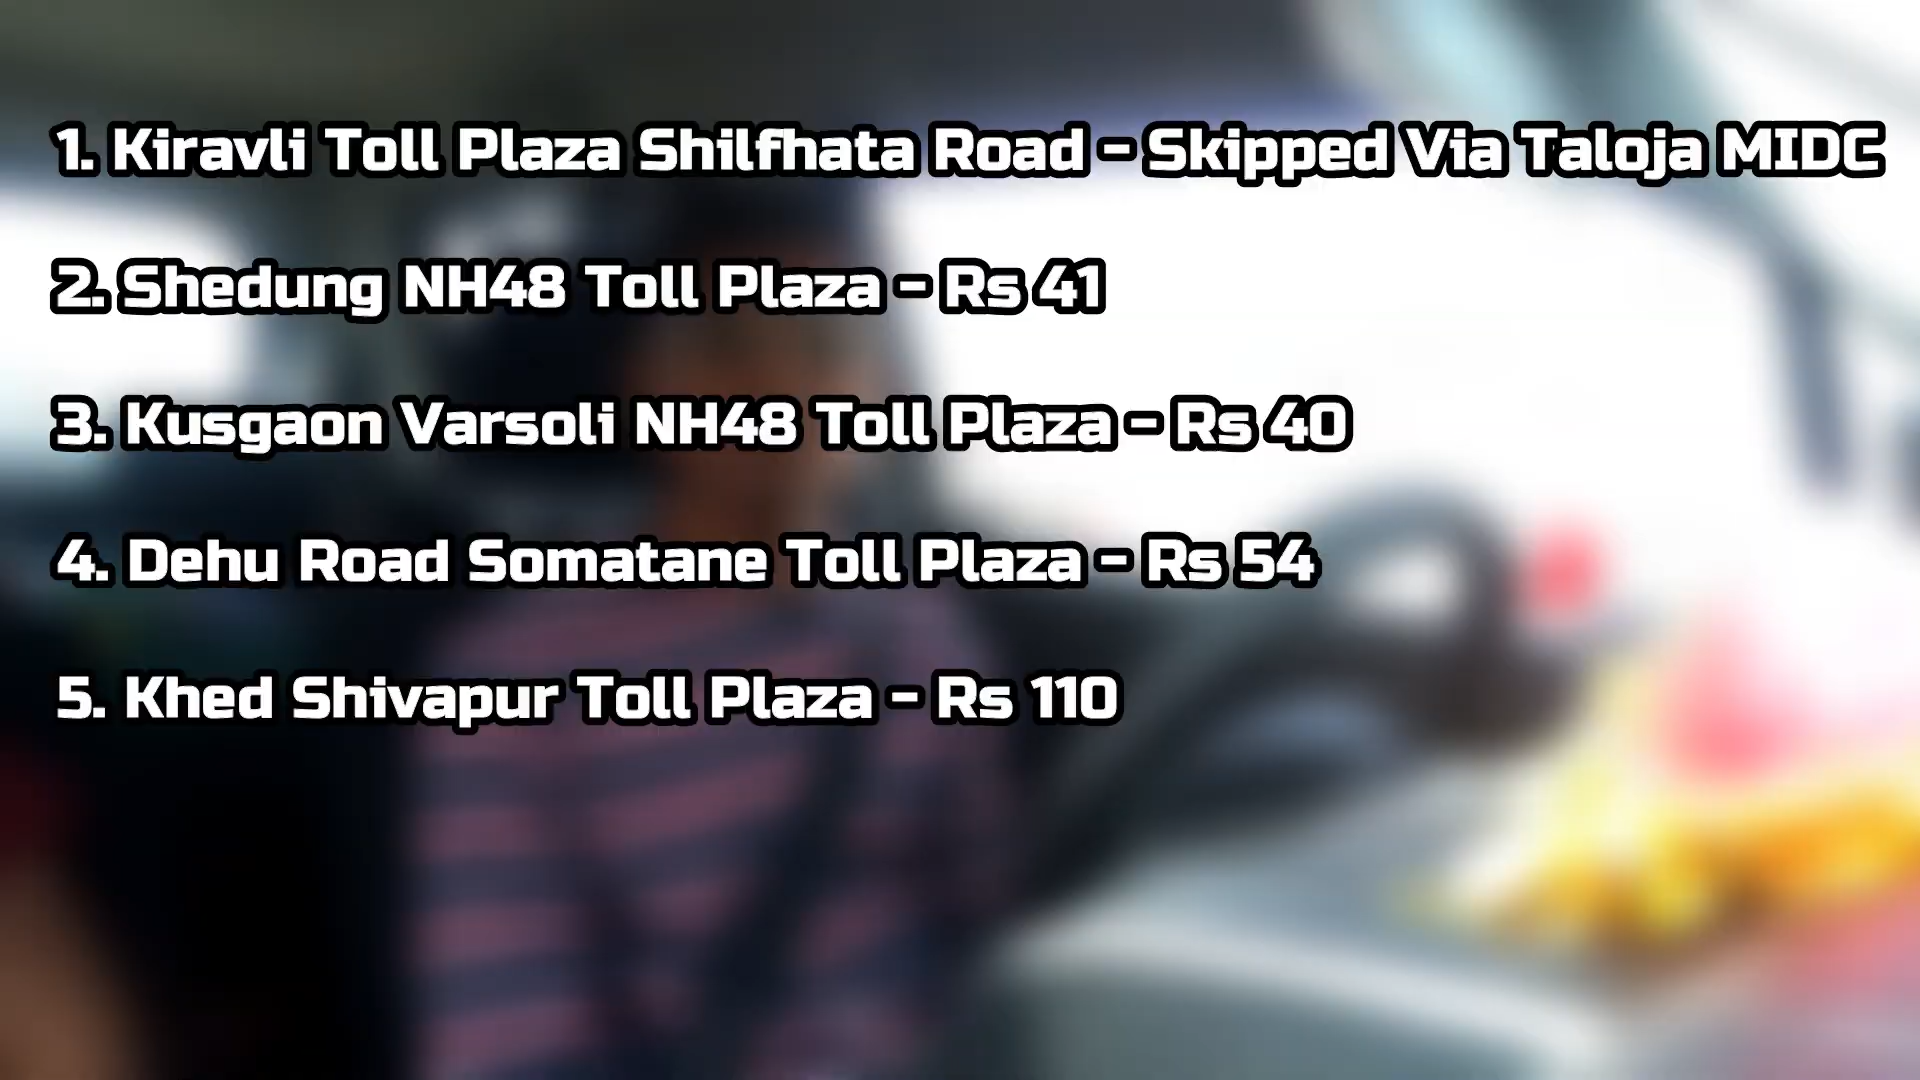 1. Kiravli Toll Plaza Shilfhata Road - Skipped Via Taloja MIDC
2. Shedung NH48 Toll Plaza - Rs 41
3. Kusgaon Varsoli NH48 Toll Plaza - Rs 40
4. Dehu Road Somatane Toll Plaza - Rs 54
5. Khed Shivapur Toll Plaza - Rs 110